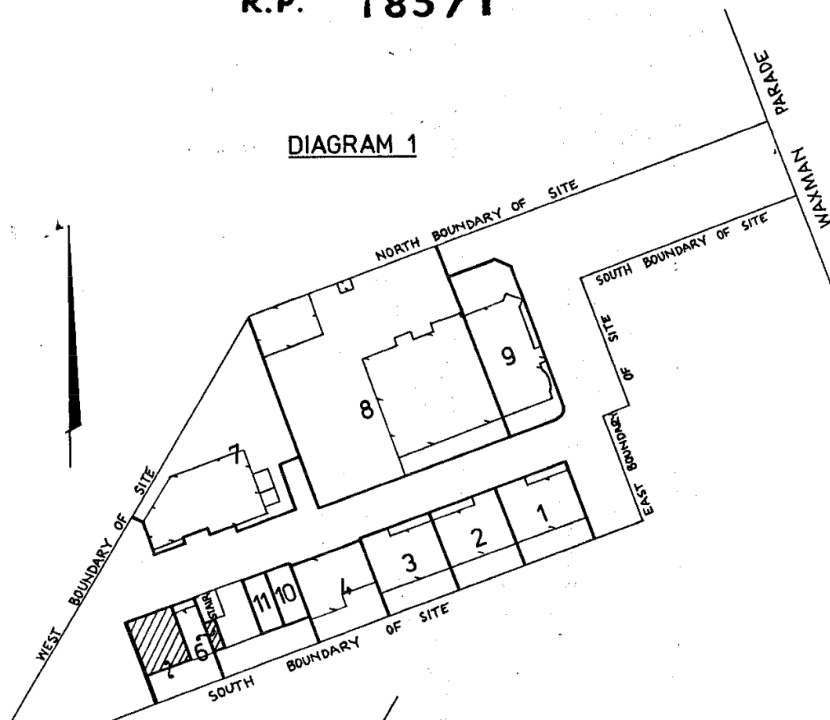 R.P. 18571
DIAGRAM 1
PARADE
WAXMAN
NORTH BOUNDARY OF SITE
SOUTH BOUNDARY OF SITE
EAST BOUNDARY OF SITE
WEST BOUNDARY OF SITE
SOUTH BOUNDARY OF SITE
9
8
7
1
2
3
4
10
11
STAIR
6